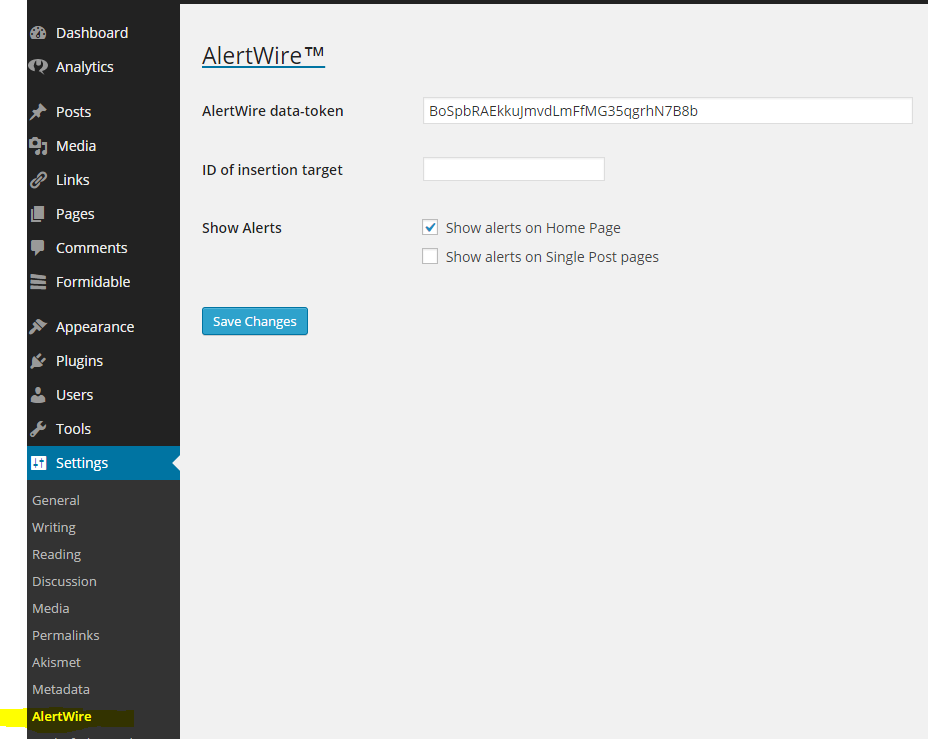 Dashboard
Analytics
Posts
Media
Links
Pages
Comments
Formidable
Appearance
Plugins
Users
Tools
Settings
General
Writing
Reading
Discussion
Media
Permalinks
Akismet
Metadata
AlertWire
AlertWire™
AlertWire data-token
BoSpbRAEkkuJmvdLmFfMG35qgrhN7B8b
ID of insertion target
Show Alerts
Show alerts on Home Page
Show alerts on Single Post pages
Save Changes